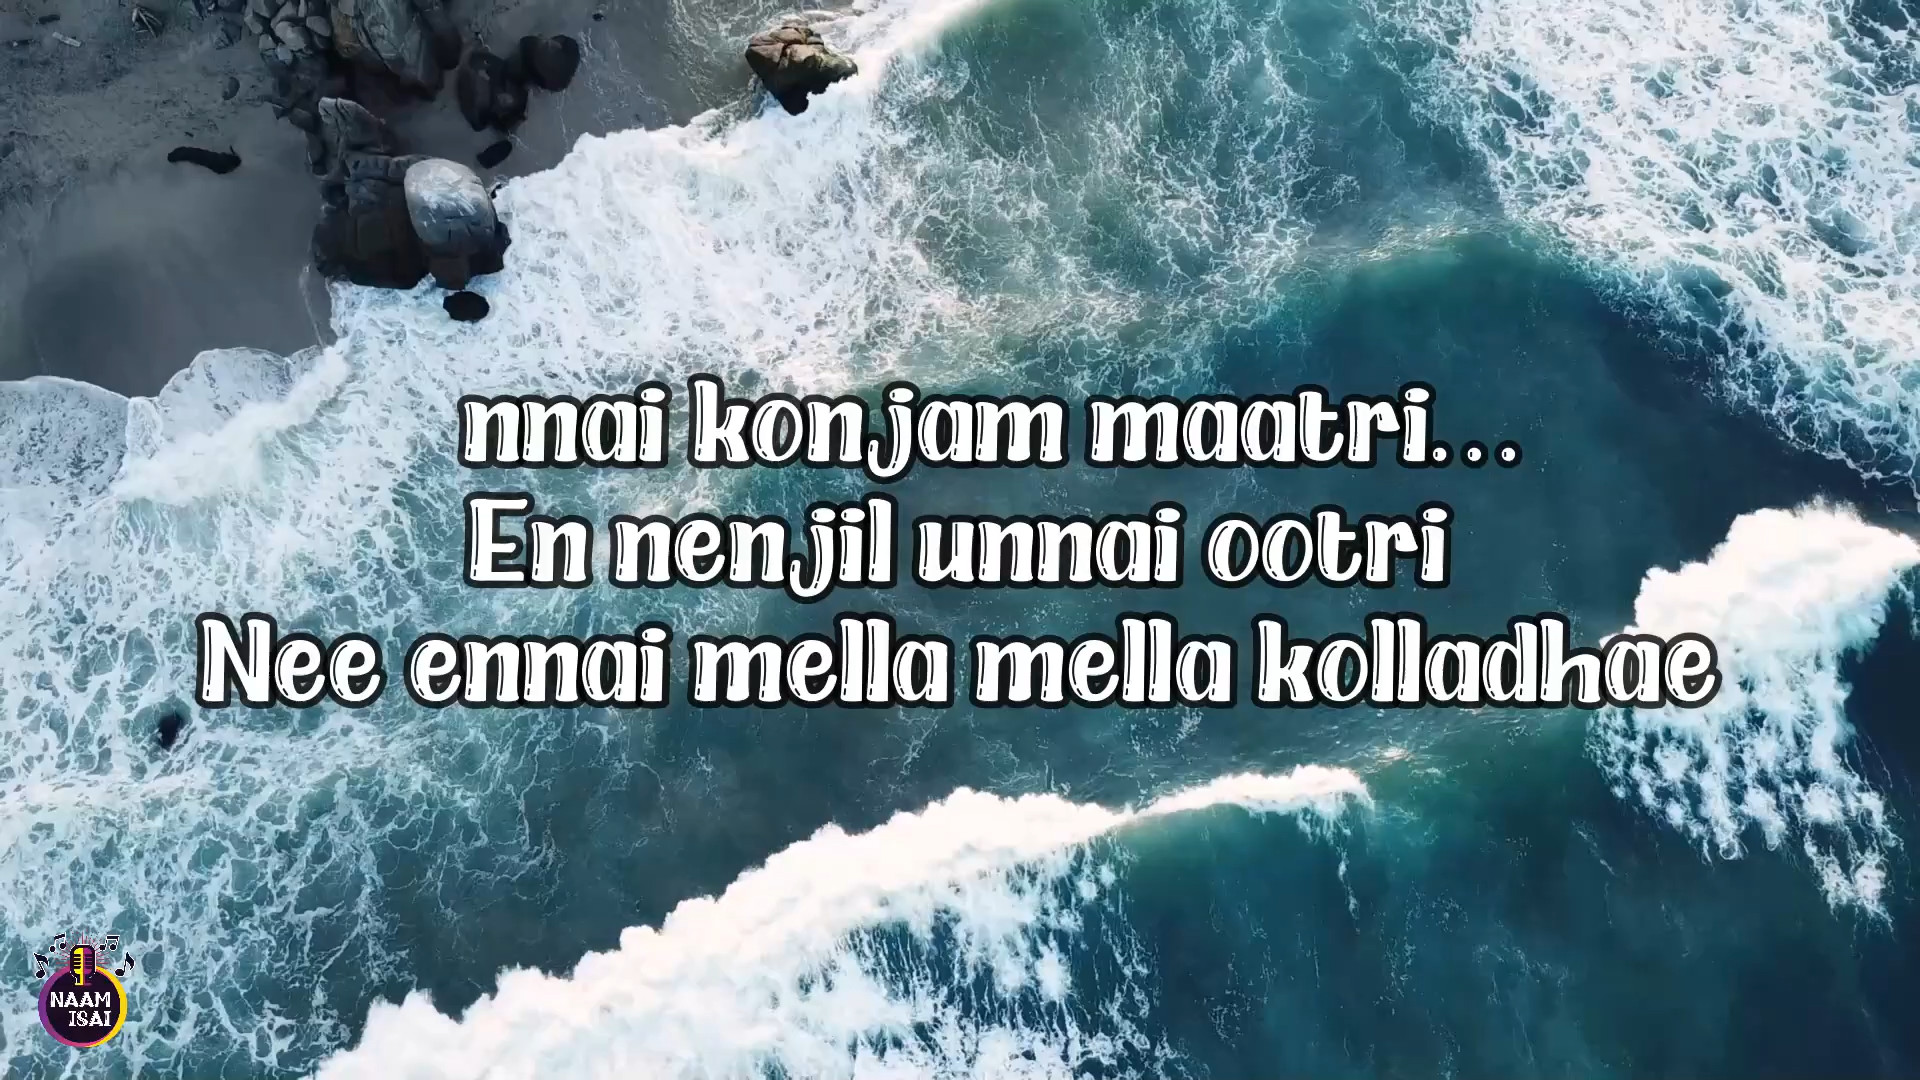 nnai konjam maatri...
En nenjil unnai ootri
Nee ennai mella mella kolladhae
NAAM
ISAI